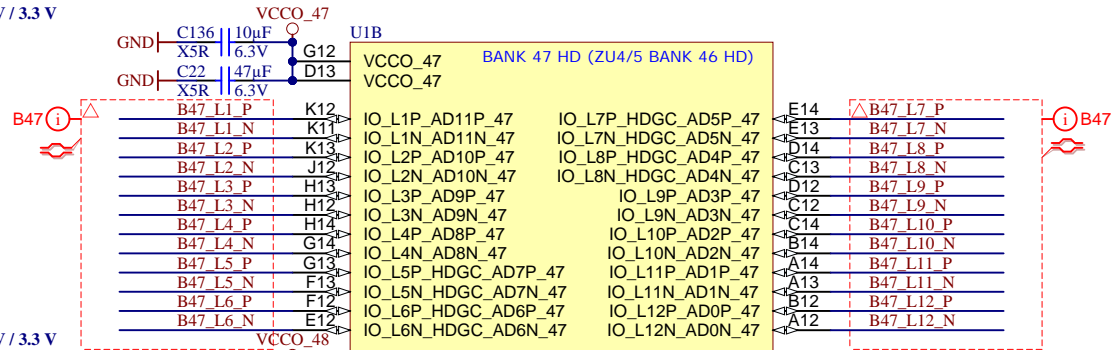 V / 3.3 V
VCCO_47
C136 10µF
GND
X5R 6.3V
G12
C22 47µF
GND
X5R 6.3V
D13
U1B
BANK 47 HD (ZU4/5 BANK 46 HD)
VCCO_47
VCCO_47
B47 i
B47_L1_P K12 IO_L1P_AD11P_47
B47_L1_N K11 IO_L1N_AD11N_47
B47_L2_P K13 IO_L2P_AD10P_47
B47_L2_N J12 IO_L2N_AD10N_47
B47_L3_P H13 IO_L3P_AD9P_47
B47_L3_N H12 IO_L3N_AD9N_47
B47_L4_P H14 IO_L4P_AD8P_47
B47_L4_N G14 IO_L4N_AD8N_47
B47_L5_P G13 IO_L5P_HDGC_AD7P_47
B47_L5_N F13 IO_L5N_HDGC_AD7N_47
B47_L6_P F12 IO_L6P_HDGC_AD6P_47
B47_L6_N E12 IO_L6N_HDGC_AD6N_47
IO_L7P_HDGC_AD5P_47 E14 B47_L7_P
IO_L7N_HDGC_AD5N_47 E13 B47_L7_N
IO_L8P_HDGC_AD4P_47 D14 B47_L8_P
IO_L8N_HDGC_AD4N_47 C13 B47_L8_N
IO_L9P_AD3P_47 D12 B47_L9_P
IO_L9N_AD3N_47 C12 B47_L9_N
IO_L10P_AD2P_47 C14 B47_L10_P
IO_L10N_AD2N_47 B14 B47_L10_N
IO_L11P_AD1P_47 A14 B47_L11_P
IO_L11N_AD1N_47 A13 B47_L11_N
IO_L12P_AD0P_47 B12 B47_L12_P
IO_L12N_AD0N_47 A12 B47_L12_N
i B47
V / 3.3 V
VCCO_48